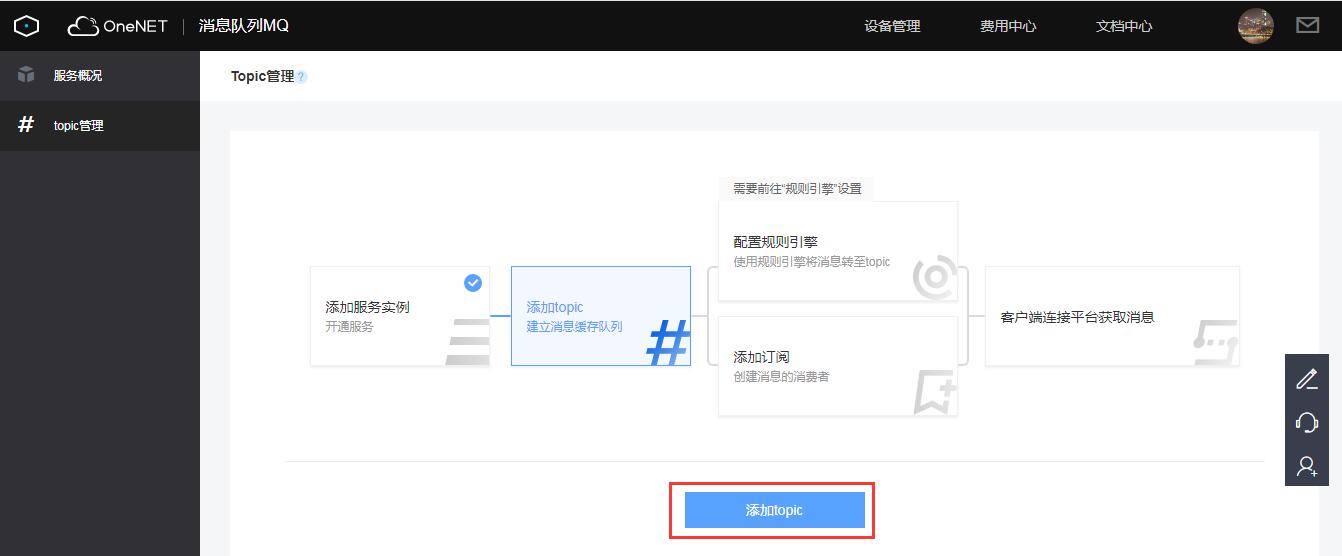 OneNET | 消息队列MQ
设备管理
费用中心
文档中心
服务概况
# topic管理
Topic管理?
需要前往“规则引擎”设置
配置规则引擎
使用规则引擎将消息转至topic
添加服务实例
开通服务
添加topic
建立消息缓存队列
添加订阅
创建消息的消费者
客户端连接平台获取消息
添加topic